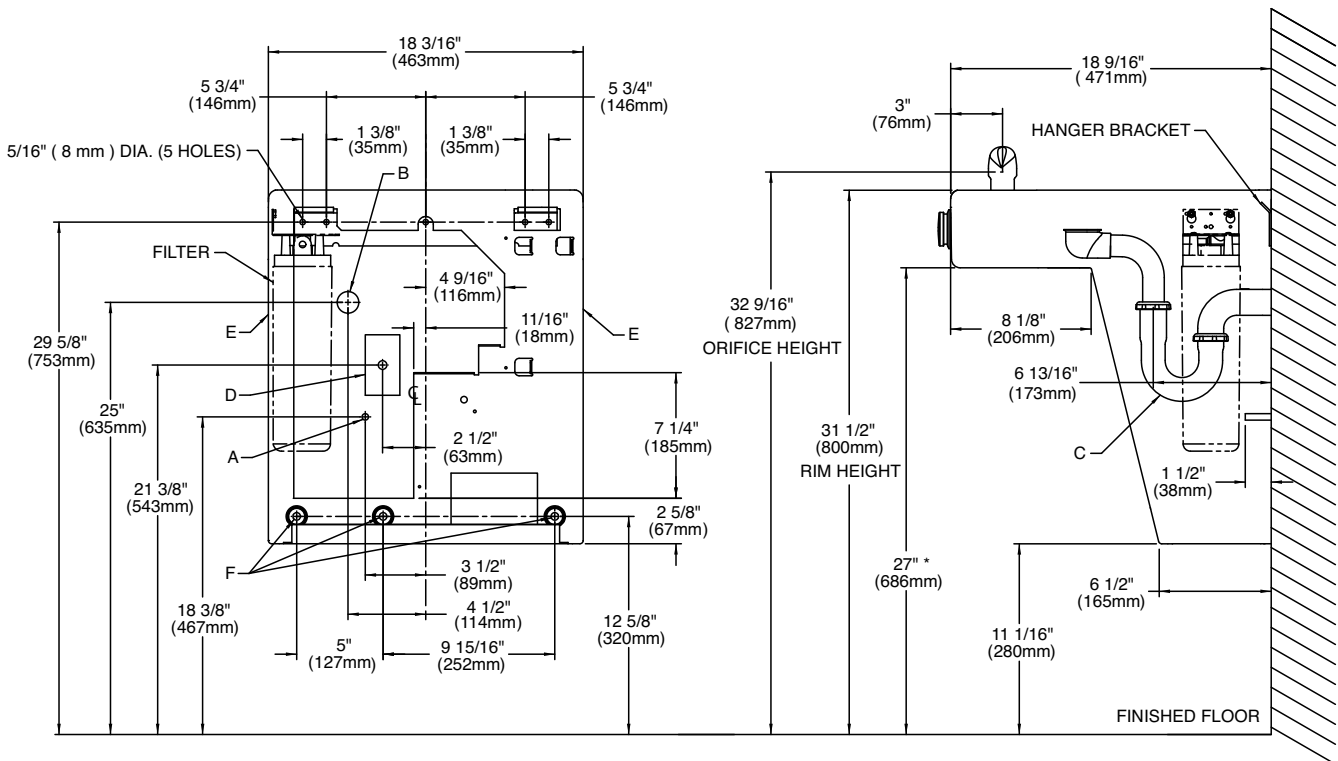 18 3/16"
(463mm)
5 3/4"
(146mm)
5 3/4"
(146mm)
1 3/8"
(35mm)
1 3/8"
(35mm)
5/16" ( 8 mm ) DIA. (5 HOLES)
B
FILTER
4 9/16"
(116mm)
11/16"
(18mm)
E
E
29 5/8"
(753mm)
D
CL
25"
(635mm)
A
2 1/2"
(63mm)
7 1/4"
(185mm)
21 3/8"
(543mm)
2 5/8"
(67mm)
F
3 1/2"
(89mm)
18 3/8"
(467mm)
4 1/2"
(114mm)
12 5/8"
(320mm)
5"
(127mm)
9 15/16"
(252mm)
18 9/16"
( 471mm)
3"
(76mm)
HANGER BRACKET
32 9/16"
( 827mm)
ORIFICE HEIGHT
8 1/8"
(206mm)
6 13/16"
(173mm)
31 1/2"
(800mm)
RIM HEIGHT
C
1 1/2"
(38mm)
27" *
(686mm)
6 1/2"
(165mm)
11 1/16"
(280mm)
FINISHED FLOOR